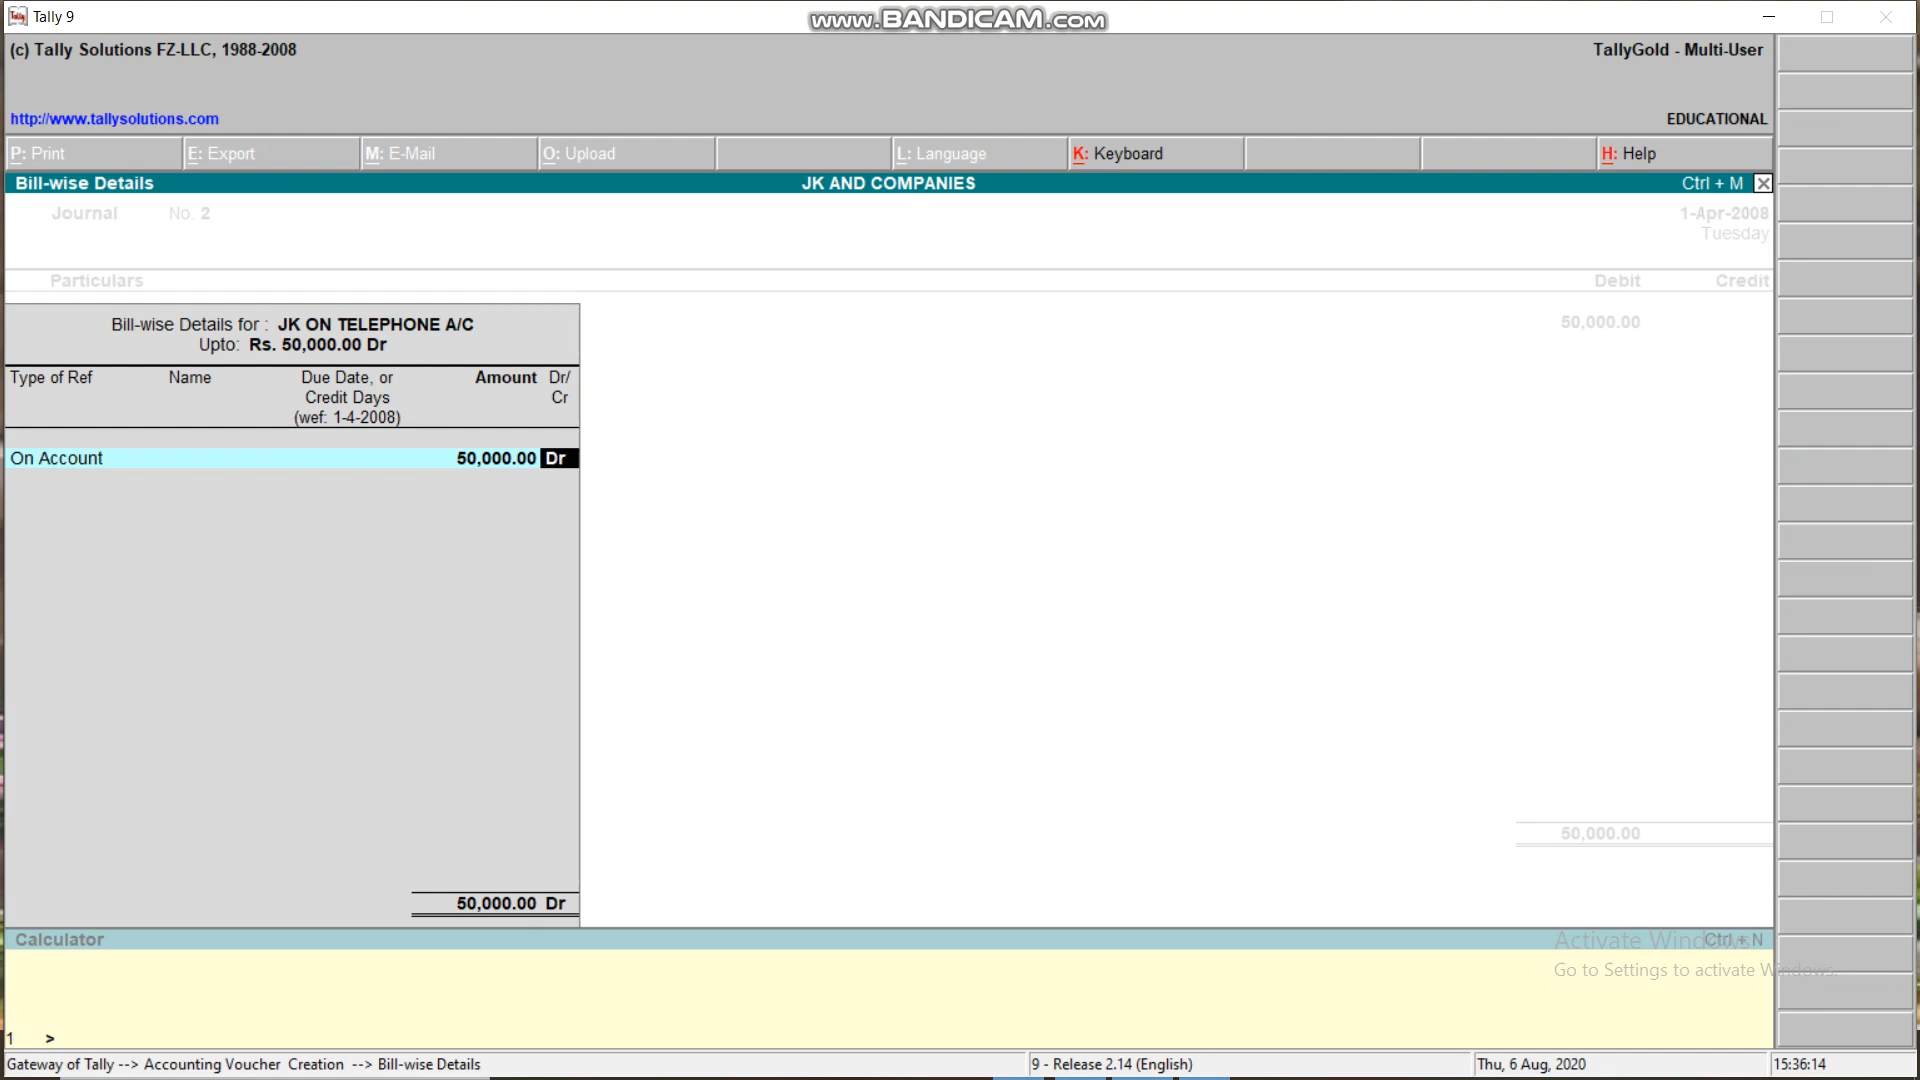 Tally 9
www.BANDICAM.com
(c) Tally Solutions FZ-LLC, 1988-2008
TallyGold - Multi-User
http://www.tallysolutions.com
EDUCATIONAL
P: Print E: Export M: E-Mail O: Upload L: Language K: Keyboard H: Help
Bill-wise Details JK AND COMPANIES Ctrl + M
Journal No. 2 1-Apr-2008
Tuesday
Particulars Debit Credit
50,000.00
Bill-wise Details for : JK ON TELEPHONE A/C
Upto: Rs. 50,000.00 Dr
Type of Ref Name Due Date, or Amount Dr/
Credit Days Cr
(wef: 1-4-2008)
On Account 50,000.00 Dr
50,000.00
50,000.00 Dr
Calculator Ctrl + N
Activate Windows
Go to Settings to activate Windows.
1 >
Gateway of Tally --> Accounting Voucher Creation --> Bill-wise Details 9 - Release 2.14 (English) Thu, 6 Aug, 2020 15:36:14